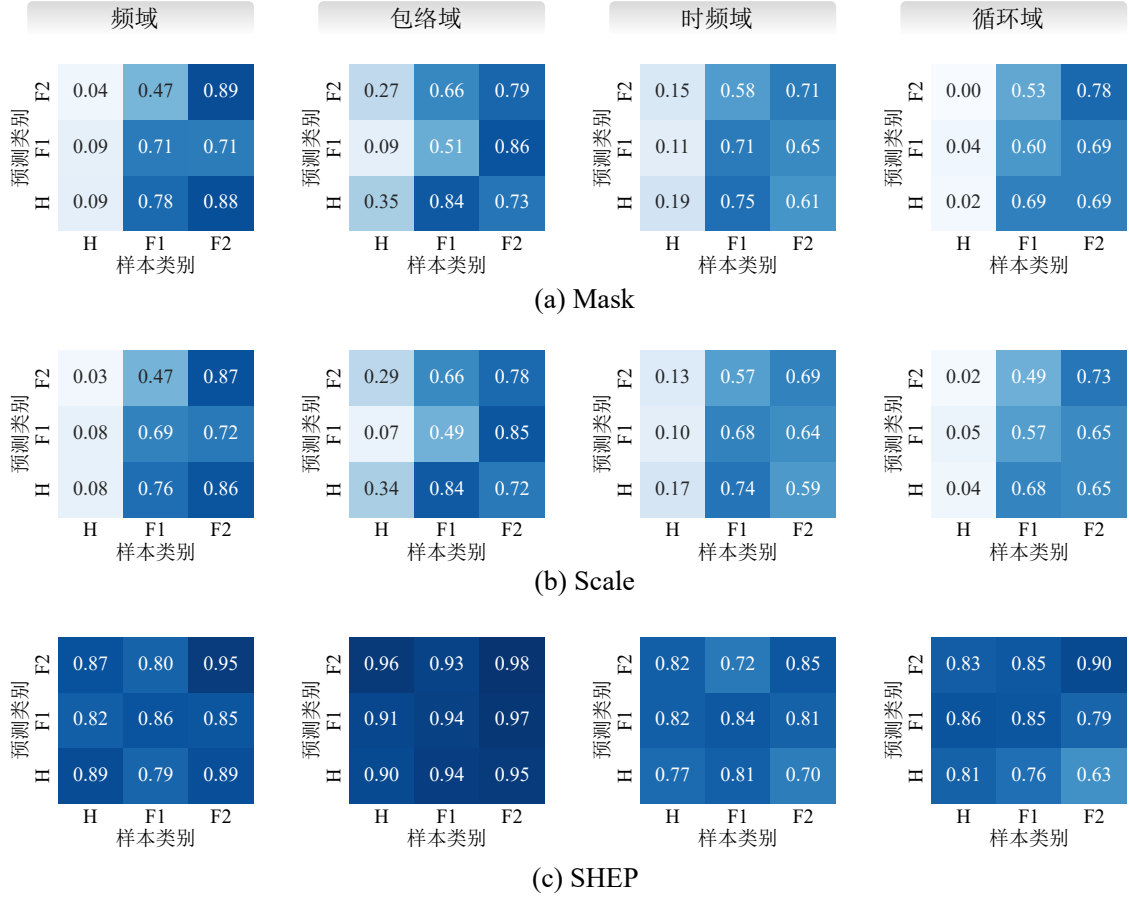 频域 包络域 时频域 循环域
预测类别 F2 0.04 0.47 0.89 预测类别 F2 0.27 0.66 0.79 预测类别 F2 0.15 0.58 0.71 预测类别 F2 0.00 0.53 0.78
F1 0.09 0.71 0.71 F1 0.09 0.51 0.86 F1 0.11 0.71 0.65 F1 0.04 0.60 0.69
H 0.09 0.78 0.88 H 0.35 0.84 0.73 H 0.19 0.75 0.61 H 0.02 0.69 0.69
H F1 F2 H F1 F2 H F1 F2 H F1 F2
样本类别 样本类别 样本类别 样本类别
(a) Mask
预测类别 F2 0.03 0.47 0.87 预测类别 F2 0.29 0.66 0.78 预测类别 F2 0.13 0.57 0.69 预测类别 F2 0.02 0.49 0.73
F1 0.08 0.69 0.72 F1 0.07 0.49 0.85 F1 0.10 0.68 0.64 F1 0.05 0.57 0.65
H 0.08 0.76 0.86 H 0.34 0.84 0.72 H 0.17 0.74 0.59 H 0.04 0.68 0.65
H F1 F2 H F1 F2 H F1 F2 H F1 F2
样本类别 样本类别 样本类别 样本类别
(b) Scale
预测类别 F2 0.87 0.80 0.95 预测类别 F2 0.96 0.93 0.98 预测类别 F2 0.82 0.72 0.85 预测类别 F2 0.83 0.85 0.90
F1 0.82 0.86 0.85 F1 0.91 0.94 0.97 F1 0.82 0.84 0.81 F1 0.86 0.85 0.79
H 0.89 0.79 0.89 H 0.90 0.94 0.95 H 0.77 0.81 0.70 H 0.81 0.76 0.63
H F1 F2 H F1 F2 H F1 F2 H F1 F2
样本类别 样本类别 样本类别 样本类别
(c) SHEP